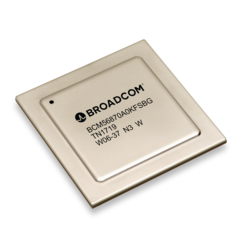 BROADCOM
BCM56870A0KFSBG
TN1719
W06-37 N3 W